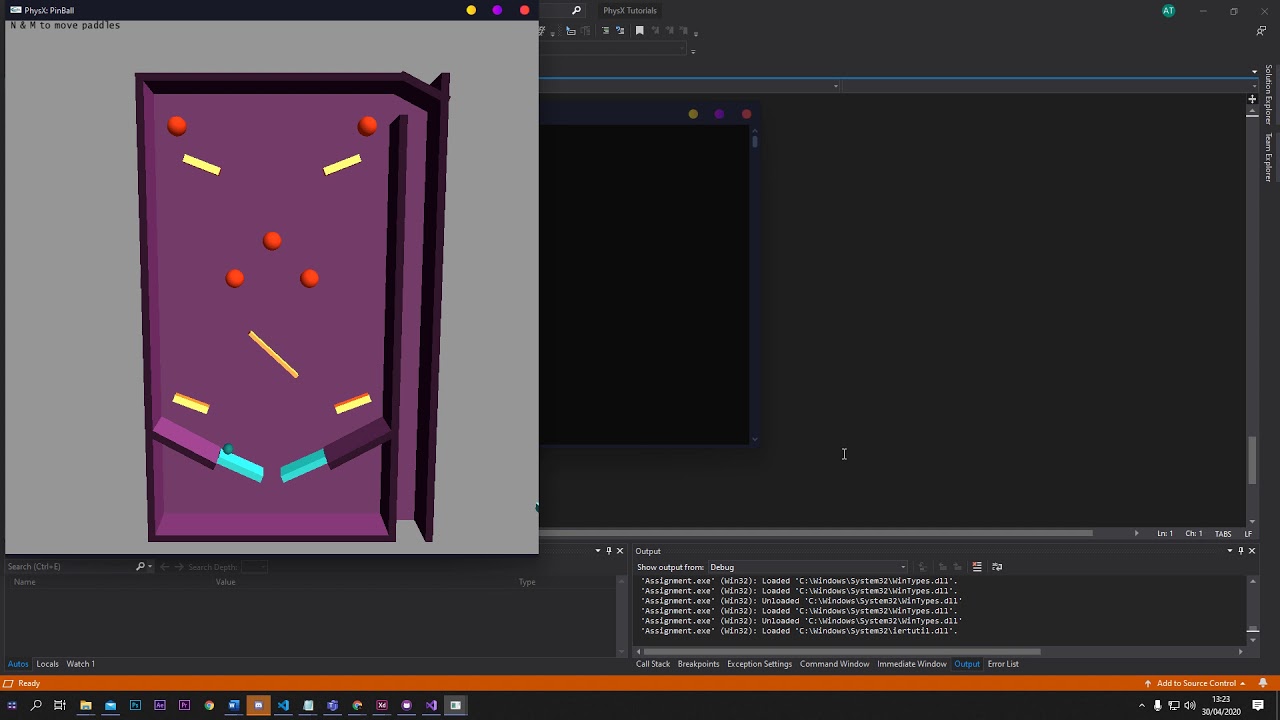 PhysX: PinBall
N & M to move paddles
PhysX Tutorials
AT
Solution Explorer
Team Explorer
Ln: 1 Ch: 1 TABS LF
Search (Ctrl+E)
Search Depth:
Name Value Type
Autos Locals Watch 1
Output
Show output from: Debug
'Assignment.exe' (Win32): Loaded 'C:\Windows\System32\WinTypes.dll'.
'Assignment.exe' (Win32): Loaded 'C:\Windows\System32\WinTypes.dll'.
'Assignment.exe' (Win32): Unloaded 'C:\Windows\System32\WinTypes.dll'
'Assignment.exe' (Win32): Loaded 'C:\Windows\System32\WinTypes.dll'.
'Assignment.exe' (Win32): Unloaded 'C:\Windows\System32\WinTypes.dll'
'Assignment.exe' (Win32): Loaded 'C:\Windows\System32\iertutil.dll'.
Call Stack Breakpoints Exception Settings Command Window Immediate Window Output Error List
Ready
Add to Source Control
Ps Ae Pr Xd
13:23
30/04/2020